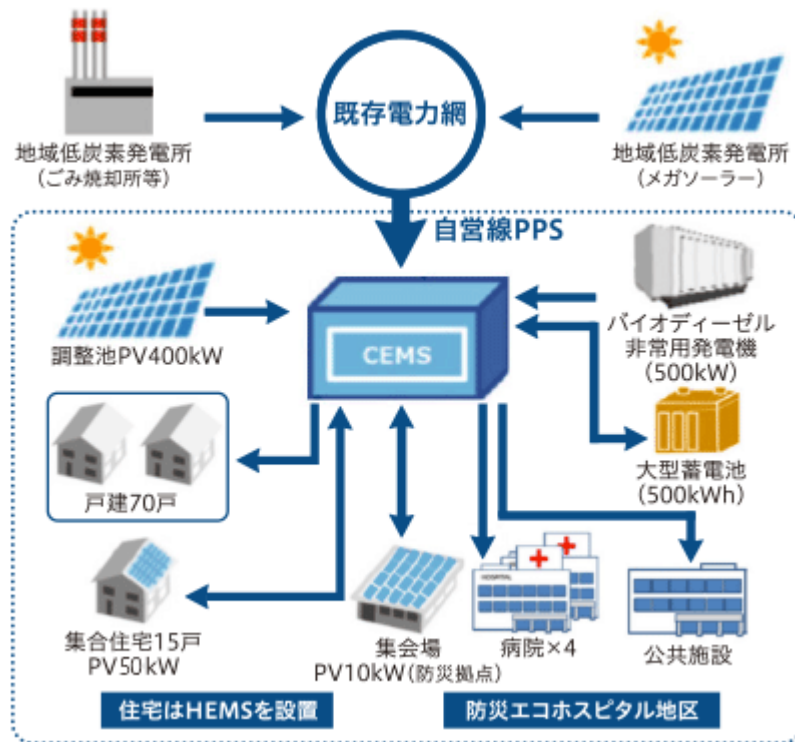 既存電力網
地域低炭素発電所
(ごみ焼却所等)
地域低炭素発電所
(メガソーラー)
自営線PPS
調整池PV400kW
CEMS
バイオディーゼル
非常用発電機
(500kW)
戸建70戸
大型蓄電池
(500kWh)
集合住宅15戸
PV50kW
集会場
PV10kW(防災拠点)
HOSPITAL
病院×4
公共施設
住宅はHEMSを設置
防災エコホスピタル地区